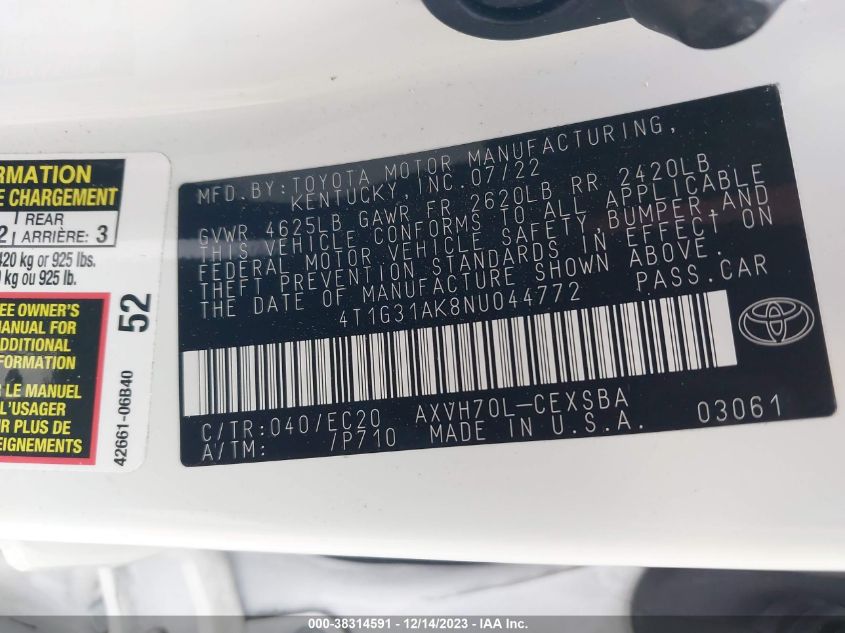 RMATION
E CHARGEMENT
REAR
2 ARRIÈRE: 3
420 kg or 925 lbs.
kg ou 925 lb.
EE OWNER'S
MANUAL FOR
ADDITIONAL
FORMATION
LE MANUEL
L'USAGER
UR PLUS DE
EIGNEMENTS
52
42661-06B40
MFD. BY: TOYOTA MOTOR MANUFACTURING,
KENTUCKY, INC. 07/22
GVWR 4625LB GAWR FR 2620LB RR 2420LB
THIS VEHICLE CONFORMS TO ALL APPLICABLE
FEDERAL MOTOR VEHICLE SAFETY, BUMPER AND
THEFT PREVENTION STANDARDS IN EFFECT ON
THE DATE OF MANUFACTURE SHOWN ABOVE.
4T1G31AK8NU044772 PASS.CAR
C/TR:040/EC20 AXVH70L-CEXSBA
A/TM: /P710 MADE IN U.S.A. 03061
000-38314591 - 12/14/2023 - IAA Inc.